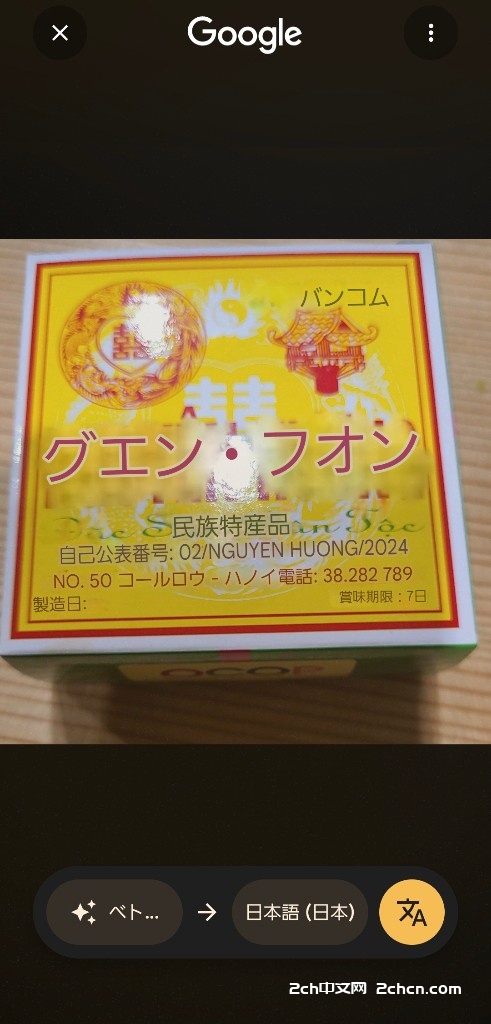 Google
バンコム
囍
囍
グエン・フオン
民族特産品
自己公表番号: 02/NGUYEN HUONG/2024
NO. 50 コールロウ - ハノイ電話: 38.282 789
製造日:
賞味期限 : 7日
OCOP
ベト...
→
日本語 (日本)
2ch中文网 2chcn.com